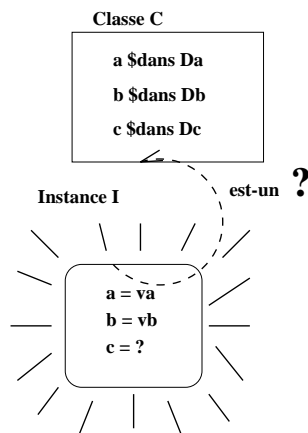 Classe C
a $dans Da
b $dans Db
c $dans Dc
est-un ?
Instance I
a = va
b = vb
c = ?